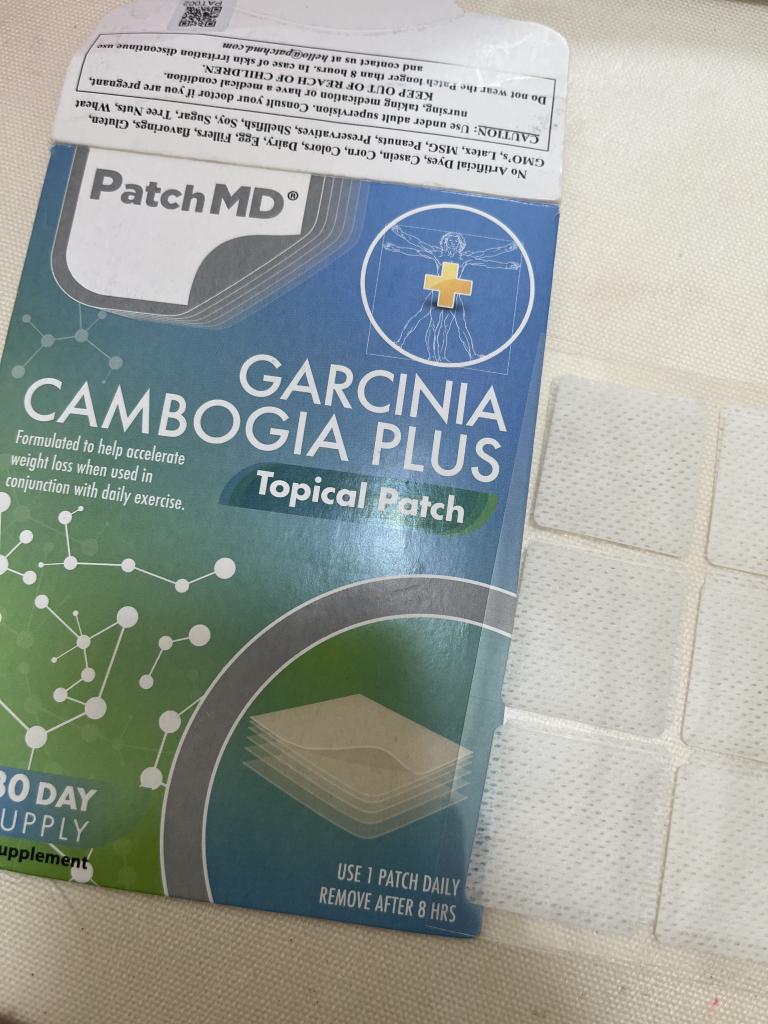 No Artificial Dyes, Casein, Corn, Colors, Dairy, Egg, Fillers, flavorings, Gluten,
GMO's, Latex, MSG, Peanuts, Preservatives, Shellfish, Soy, Sugar, Tree Nuts, Wheat
CAUTION: Use under adult supervision. Consult your doctor if you are pregnant,
nursing, taking medication or have a medical condition.
KEEP OUT OF REACH OF CHILDREN.
Do not wear the Patch longer than 8 hours. In case of skin irritation discontinue use
and contact us at hello@patchmd.com
PAT002
PatchMD®
GARCINIA
CAMBOGIA PLUS
Topical Patch
Formulated to help accelerate
weight loss when used in
conjunction with daily exercise.
30 DAY
UPPLY
upplement
USE 1 PATCH DAILY
REMOVE AFTER 8 HRS